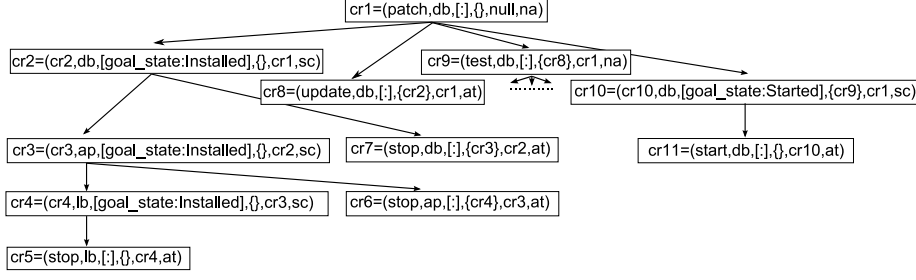 cr1=(patch,db,[:],{},null,na)
cr2=(cr2,db,[goal_state:Installed],{},cr1,sc)
cr9=(test,db,[:],{cr8},cr1,na)
cr8=(update,db,[:],{cr2},cr1,at)
cr10=(cr10,db,[goal_state:Started],{cr9},cr1,sc)
cr3=(cr3,ap,[goal_state:Installed],{},cr2,sc)
cr7=(stop,db,[:],{cr3},cr2,at)
cr11=(start,db,[:],{},cr10,at)
cr4=(cr4,lb,[goal_state:Installed],{},cr3,sc)
cr6=(stop,ap,[:],{cr4},cr3,at)
cr5=(stop,lb,[:],{},cr4,at)